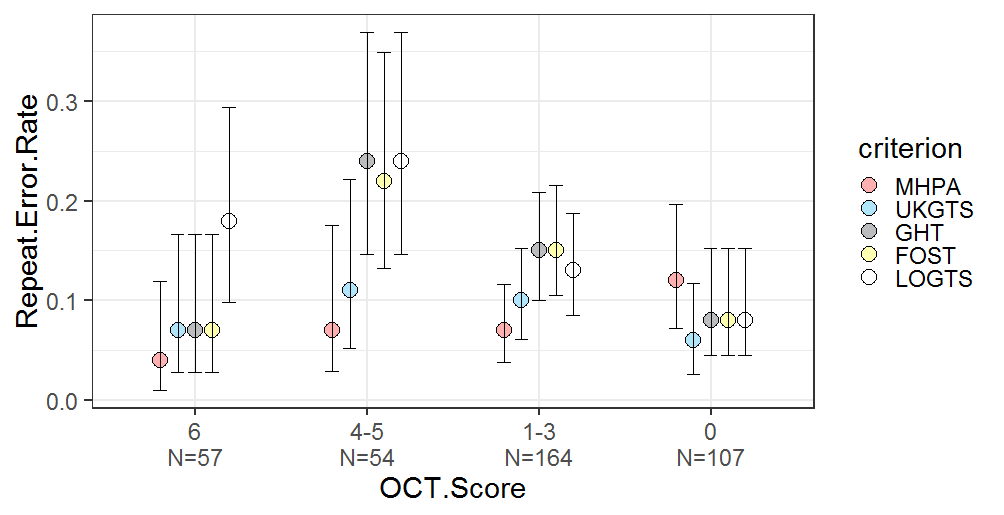 Repeat.Error.Rate
0.3
0.2
0.1
0.0
6
N=57
4-5
N=54
1-3
N=164
0
N=107
OCT.Score
criterion
MHPA
UKGTS
GHT
FOST
LOGTS